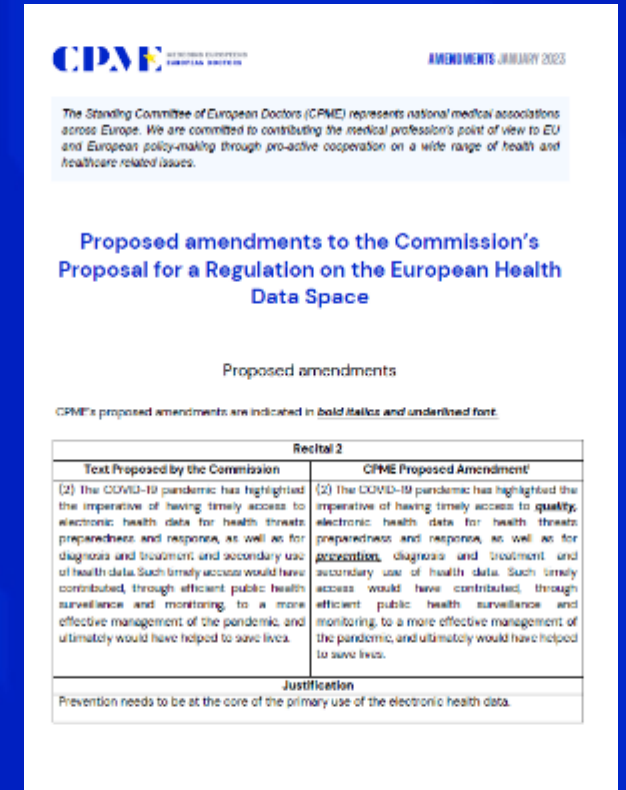 CPME
EUROPEAN DOCTORS
AMENDMENTS JANUARY 2023
The Standing Committee of European Doctors (CPME) represents national medical associations
across Europe. We are committed to contributing the medical profession's point of view to EU
and European policy-making through pro-active cooperation on a wide range of health and
healthcare related issues.
Proposed amendments to the Commission's
Proposal for a Regulation on the European Health
Data Space
Proposed amendments
CPME's proposed amendments are indicated in bold italics and underlined font.
Recital 2
Text Proposed by the Commission
(2) The COVID-19 pandemic has highlighted
the imperative of having timely access to
electronic health data for health threats
preparedness and response, as well as for
diagnosis and treatment and secondary use
of health data. Such timely access would have
contributed, through efficient public health
surveillance and monitoring, to a more
effective management of the pandemic, and
ultimately would have helped to save lives.
CPME Proposed Amendment¹
(2) The COVID-19 pandemic has highlighted the
imperative of having timely access to quality,
electronic health data for health threats
preparedness and response, as well as for
prevention, diagnosis and treatment and
secondary use of health data. Such timely
access would have contributed, through
efficient public health surveillance and
monitoring, to a more effective management of
the pandemic, and ultimately would have helped
to save lives.
Justification
Prevention needs to be at the core of the primary use of the electronic health data.